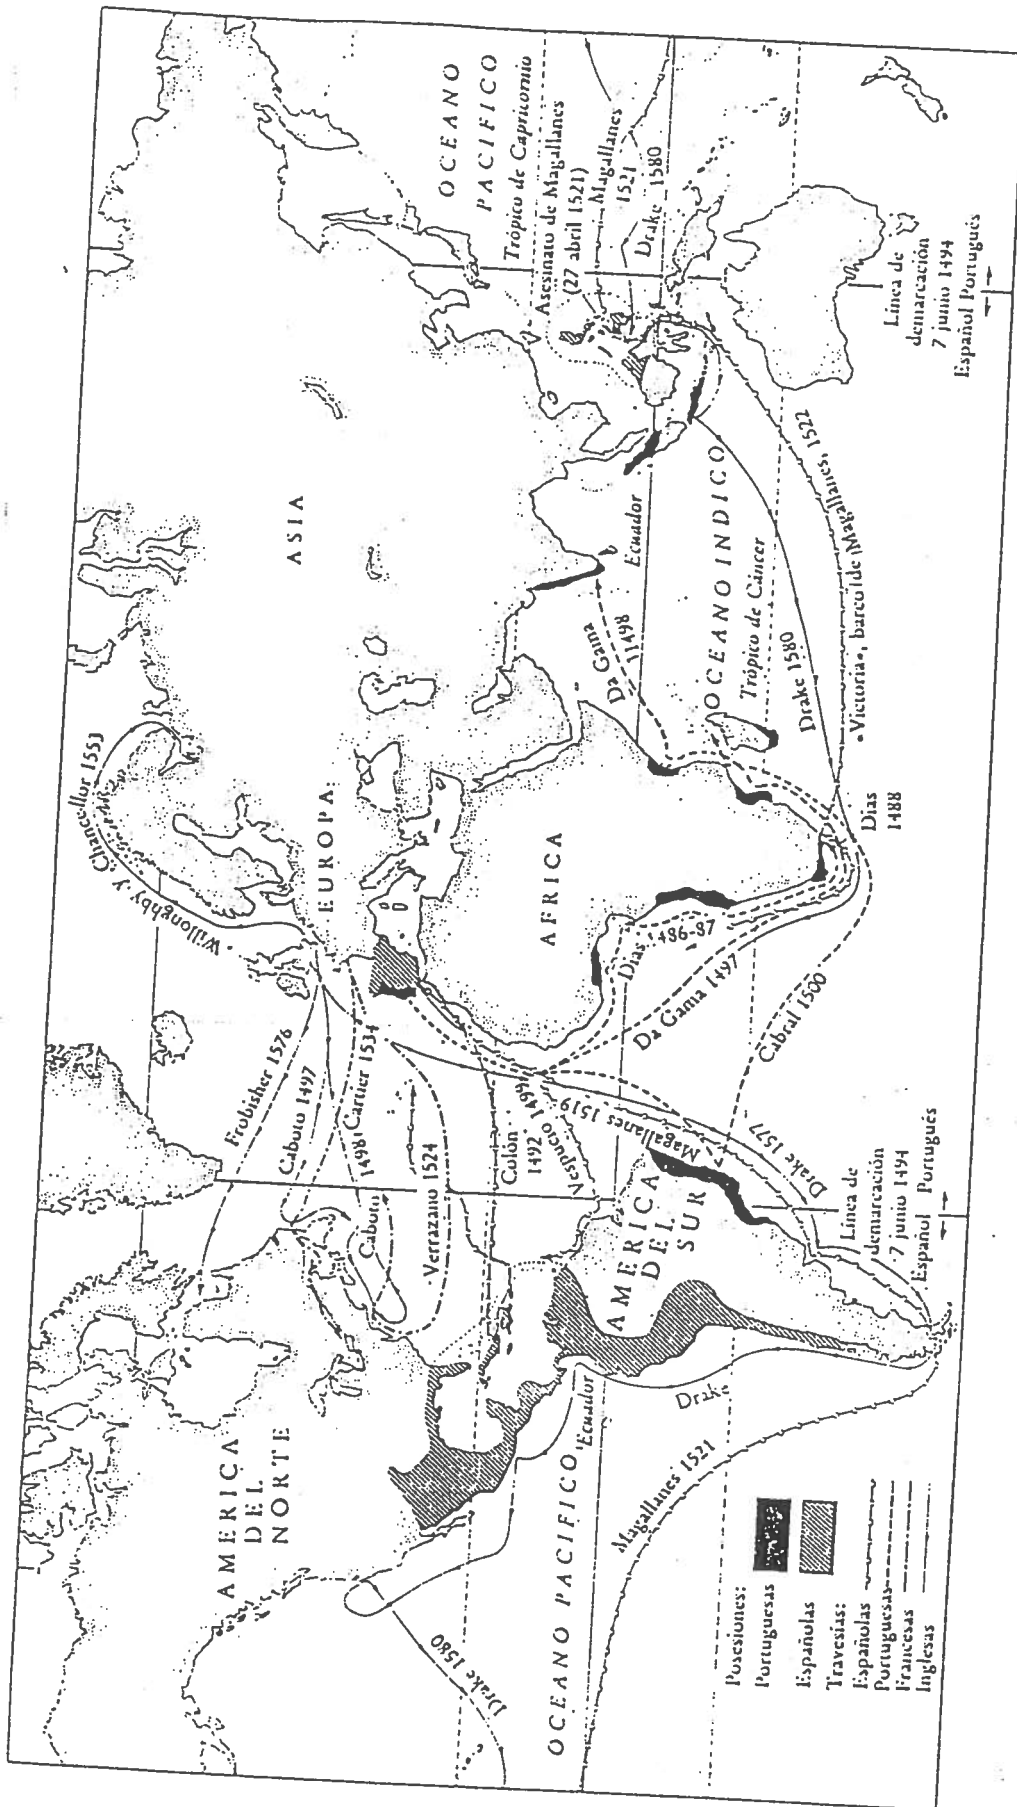 AMERICA
DEL
NORTE
Drake 1580
OCEANO PACIFICO
Ecuador
Magallanes 1521
Drake
Posesiones:
Portuguesas
Españolas
Travesías:
Españolas
Portuguesas
Francesas
Inglesas
Frobisher 1576
Caboto 1497
1498
Cartier 1534
Caboto
Verrazano 1524
Colón
1492
Vespucio 1499
Magallanes 1519
AMERICA
DEL
SUR
Drake 1577
Línea de
demarcación
7 junio 1494
Español Portugués
Willonghby y Chancellor 1553
EUROPA
AFRICA
Dias 1486-87
Da Gama 1497
Cabral 1500
Dias
1488
ASIA
Da Gama
1498
Ecuador
OCEANO INDICO
Trópico de Cáncer
Drake 1580
«Victoria», barco de Magallanes, 1522
OCEANO
PACIFICO
Trópico de Capricornio
Asesinato de Magallanes
(27 abril 1521)
Magallanes
1521
Drake 1580
Línea de
demarcación
7 junio 1494
Español Portugués